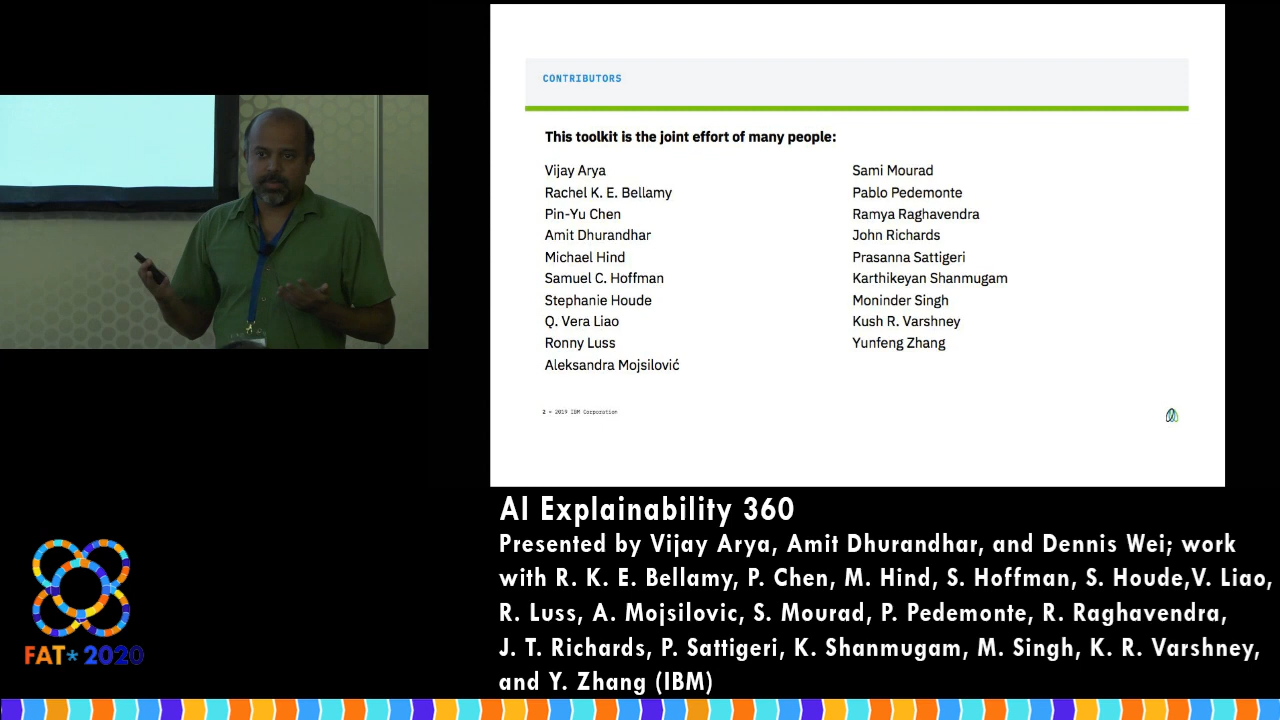 CONTRIBUTORS
This toolkit is the joint effort of many people:
Vijay Arya
Rachel K. E. Bellamy
Pin-Yu Chen
Amit Dhurandhar
Michael Hind
Samuel C. Hoffman
Stephanie Houde
Q. Vera Liao
Ronny Luss
Aleksandra Mojsilović
Sami Mourad
Pablo Pedemonte
Ramya Raghavendra
John Richards
Prasanna Sattigeri
Karthikeyan Shanmugam
Moninder Singh
Kush R. Varshney
Yunfeng Zhang
2 – 2019 IBM Corporation
AI Explainability 360
Presented by Vijay Arya, Amit Dhurandhar, and Dennis Wei; work
with R. K. E. Bellamy, P. Chen, M. Hind, S. Hoffman, S. Houde,V. Liao,
R. Luss, A. Mojsilovic, S. Mourad, P. Pedemonte, R. Raghavendra,
J. T. Richards, P. Sattigeri, K. Shanmugam, M. Singh, K. R. Varshney,
and Y. Zhang (IBM)
FAT* 2020